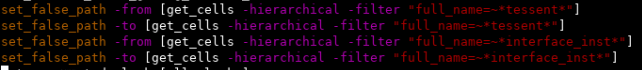 set_false_path -from [get_cells -hierarchical -filter "full_name=~*tessent*"]
set_false_path -to [get_cells -hierarchical -filter "full_name=~*tessent*"]
set_false_path -from [get_cells -hierarchical -filter "full_name=~*interface_inst*"]
set_false_path -to [get_cells -hierarchical -filter "full_name=~*interface_inst*"]